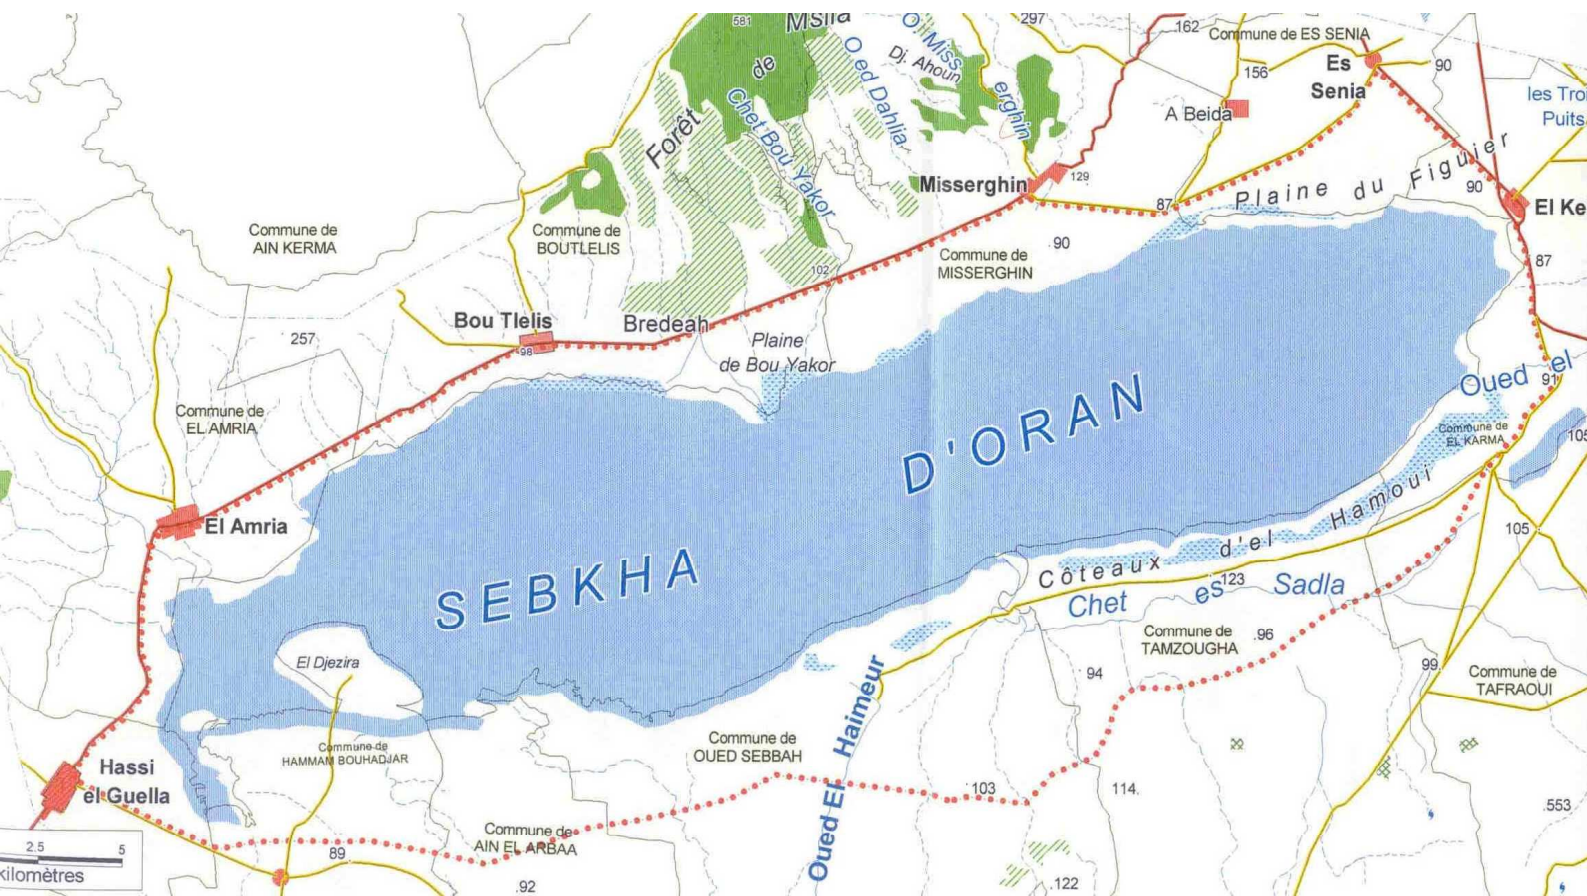 581
Msila
O. Miss
erghin
297
162
Commune de ES SENIA
Es
Senia
156
90
les Troi
Puits
Forêt
de
Chet Bou Yakor
O ed Dahlia
Dj. Ahoun
A Beida
Misserghin
129
87
Plaine du Figuier
90
El Ke
87
Commune de
AIN KERMA
Commune de
BOUTLELIS
.90
Commune de
MISSERGHIN
102
257
Bou Tlelis
98
Bredeah
Plaine
de Bou Yakor
Oued el
91
Commune de
EL AMRIA
Commune de
EL KARMA
105
El Amria
SEBKHA
D'ORAN
105
Côteaux d'el Hamoui
Chet es Sadla
123
El Djezira
Commune de
TAMZOUGHA
.96
94
99
Commune de
TAFRAOUI
Hassi
el Guella
Commune de
HAMMAM BOUHADJAR
Commune de
OUED SEBBAH
Oued El Haimeur
103
114.
.553
Commune de
AIN EL ARBAA
89
.92
.122
2.5 5
kilomètres